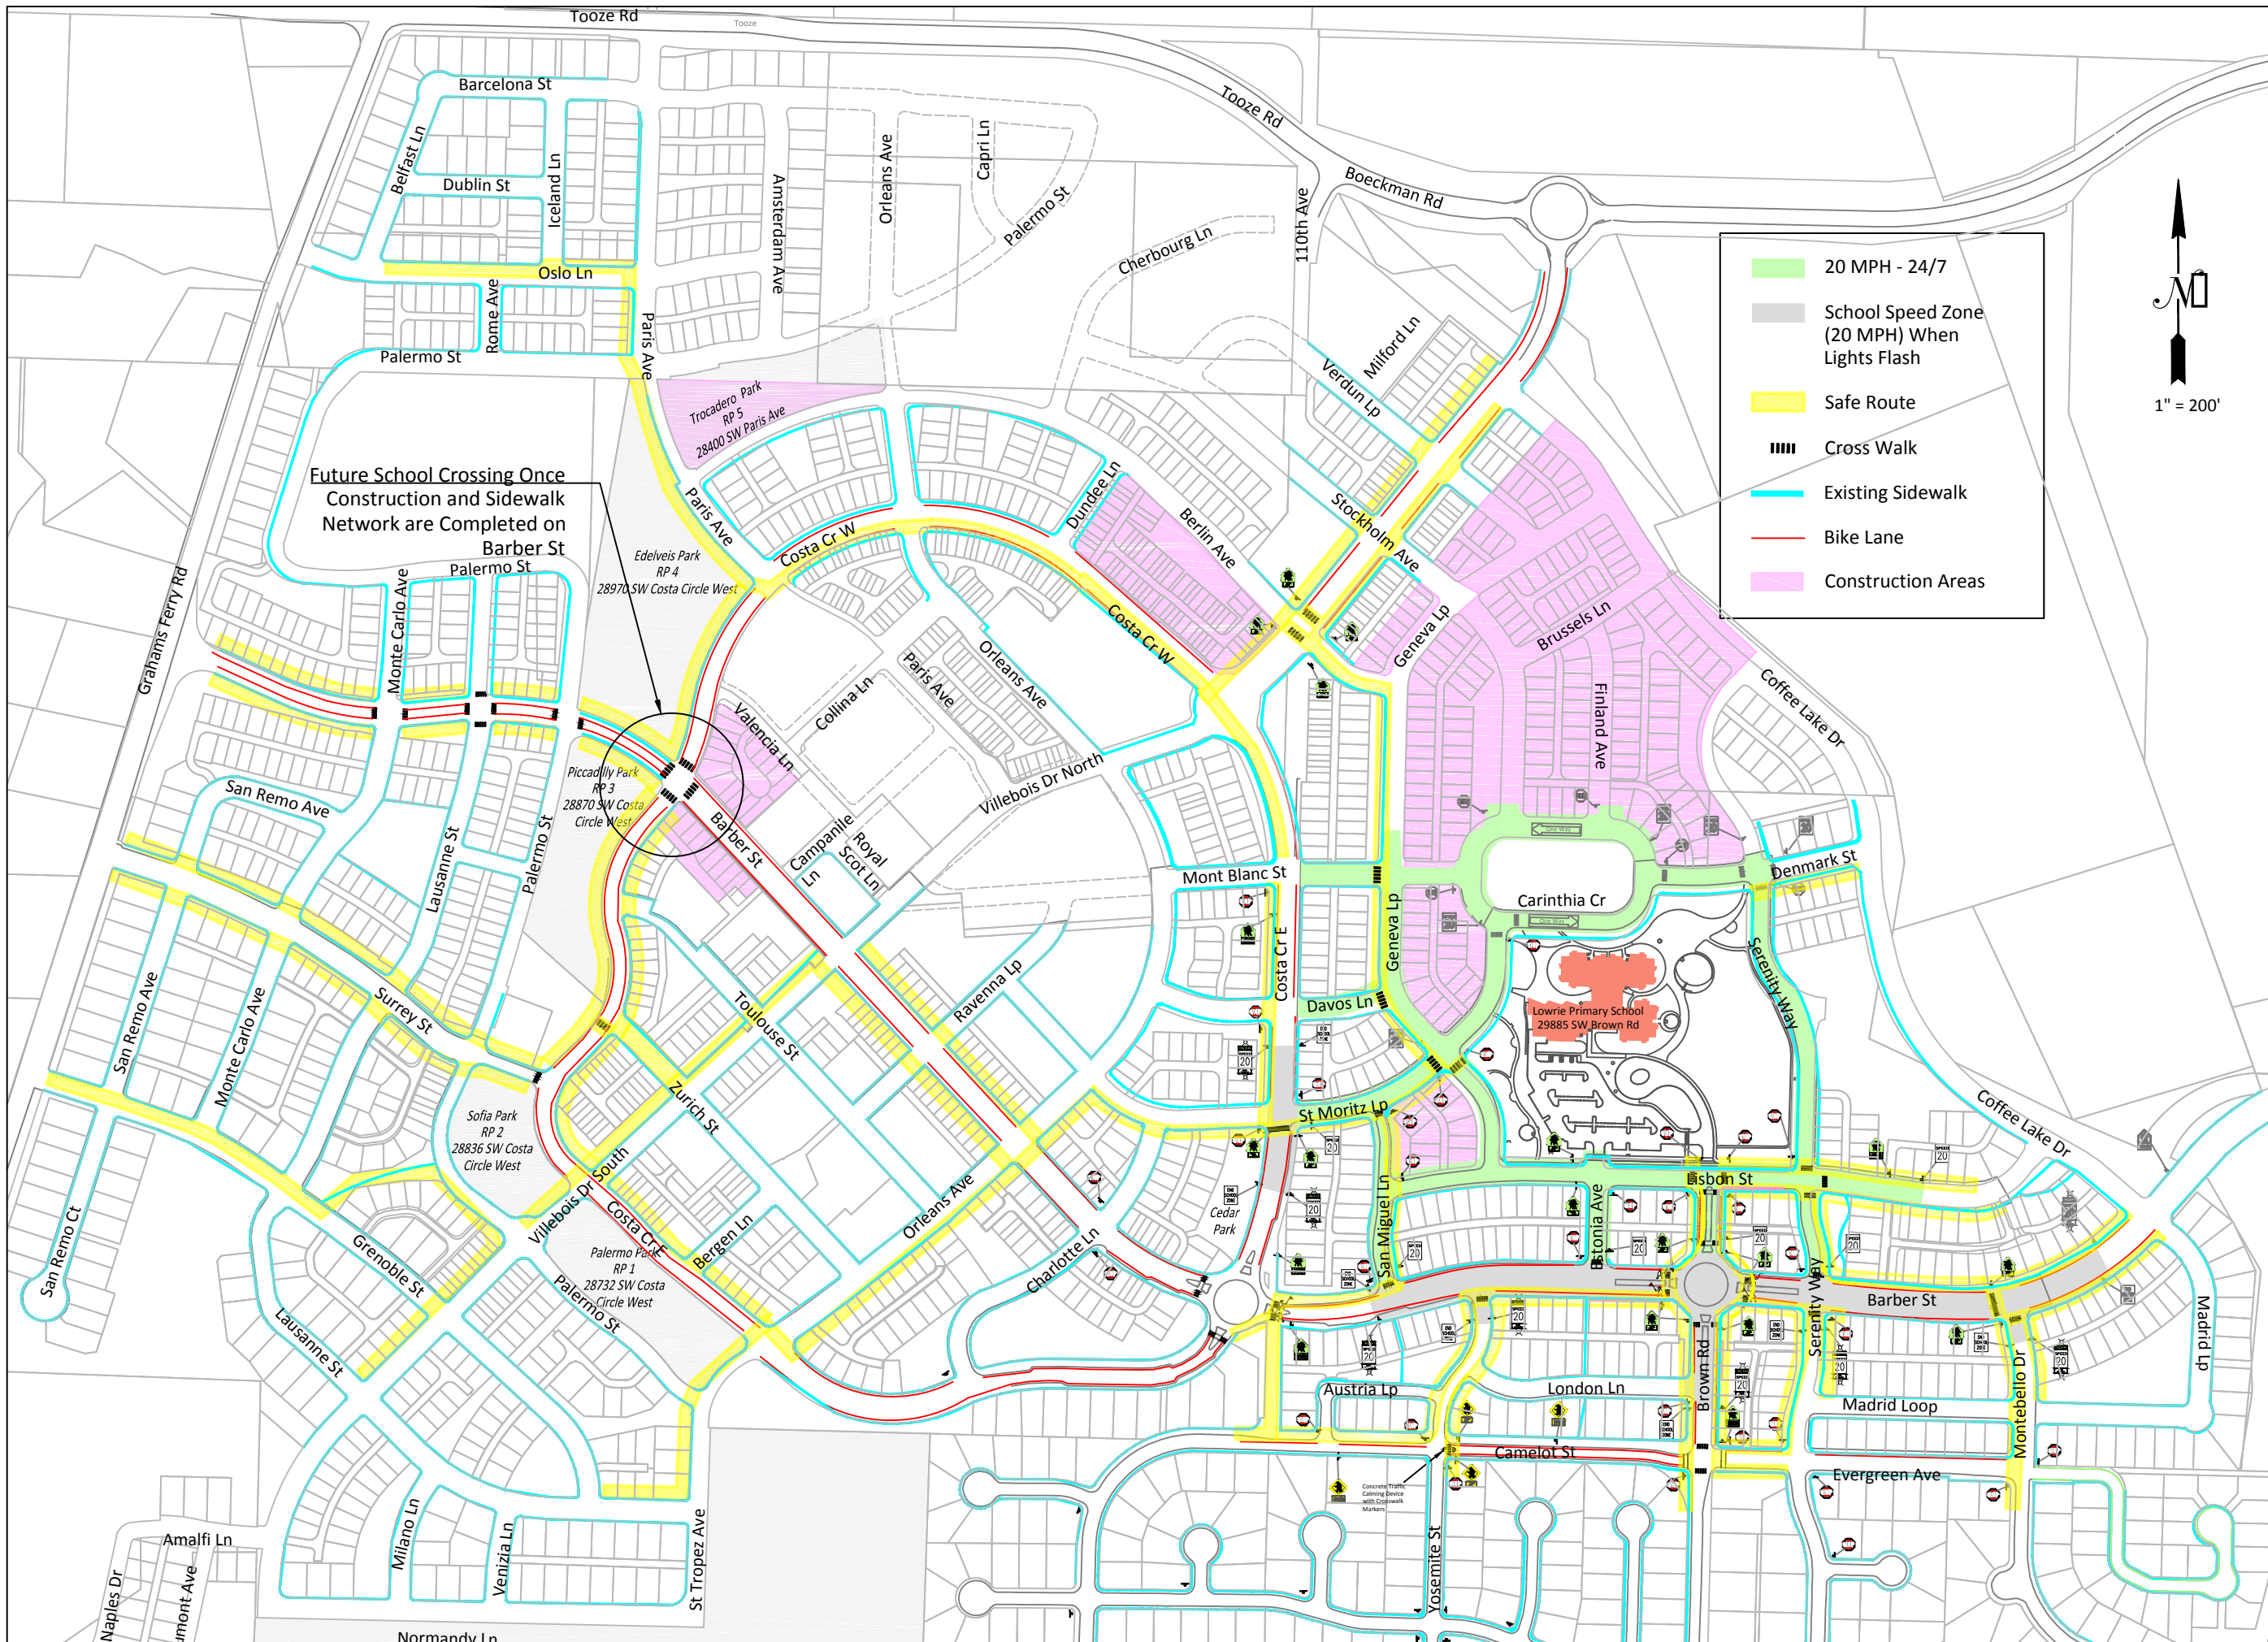 Tooze Rd
Tooze
Barcelona St
Belfast Ln
Dublin St
Iceland Ln
Oslo Ln
Rome Ave
Palermo St
Paris Ave
Amsterdam Ave
Orleans Ave
Capri Ln
Palermo St
Cherbourg Ln
110th Ave
Tooze Rd
Boeckman Rd
Milford Ln
Verdun Lp
20 MPH - 24/7
School Speed Zone
(20 MPH) When
Lights Flash
Safe Route
Cross Walk
Existing Sidewalk
Bike Lane
Construction Areas
N
1" = 200'
Trocadero Park
RP 5
28400 SW Paris Ave
Future School Crossing Once
Construction and Sidewalk
Network are Completed on
Barber St
Paris Ave
Costa Cr W
Dundee Ln
Berlin Ave
Stockholm Ave
Edelveis Park
RP 4
28970 SW Costa Circle West
Palermo St
Monte Carlo Ave
Grahams Ferry Rd
Costa Cr W
Geneva Lp
Brussels Ln
Finland Ave
Coffee Lake Dr
Orleans Ave
Paris Ave
Collina Ln
Valencia Ln
Villebois Dr North
Piccadilly Park
RP 3
28870 SW Costa
Circle West
San Remo Ave
Lausanne St
Palermo St
Barber St
Campanile
Ln
Royal
Scot Ln
Mont Blanc St
One Way
Carinthia Cr
One Way
Denmark St
Serenity Way
Geneva Lp
Costa Cr E
Davos Ln
Lowrie Primary School
29885 SW Brown Rd
San Remo Ave
Monte Carlo Ave
Surrey St
Toulouse St
Ravenna Lp
Zurich St
St Moritz Lp
Sofia Park
RP 2
28836 SW Costa
Circle West
Villebois Dr South
Costa Cr E
Bergen Ln
Orleans Ave
Charlotte Ln
Cedar
Park
San Miguel Ln
Estonia Ave
Lisbon St
Coffee Lake Dr
San Remo Ct
Grenoble St
Palermo Park
RP 1
28732 SW Costa
Circle West
Palermo St
Lausanne St
Barber St
Serenity Way
Brown Rd
Madrid Lp
Montebello Dr
Austria Lp
London Ln
Madrid Loop
Camelot St
Evergreen Ave
Concrete Traffic
Calming Device
with Crosswalk
Markers
Yosemite St
Amalfi Ln
Milano Ln
Venizia Ln
St Tropez Ave
Naples Dr
umont Ave
Normandy Ln